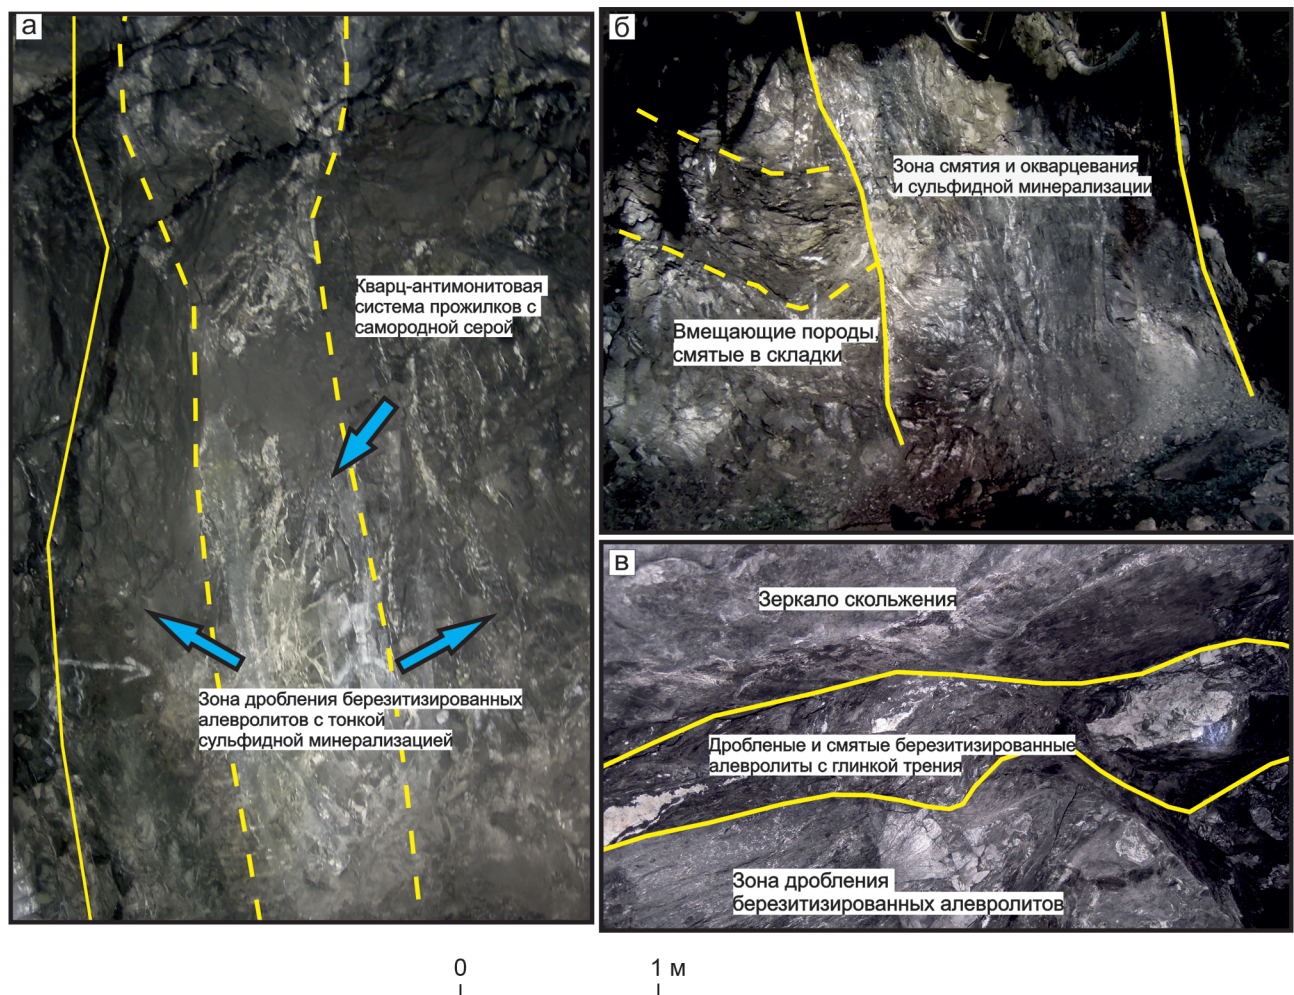 а
Кварц-антимонитовая
система прожилков с
самородной серой
Зона дробления березитизированных
алевролитов с тонкой
сульфидной минерализацией
б
Зона смятия и окварцевания
и сульфидной минерализации
Вмещающие породы,
смятые в складки
в
Зеркало скольжения
Дробленые и смятые березитизированные
алевролиты с глинкой трения
Зона дробления
березитизированных алевролитов
0 1 м